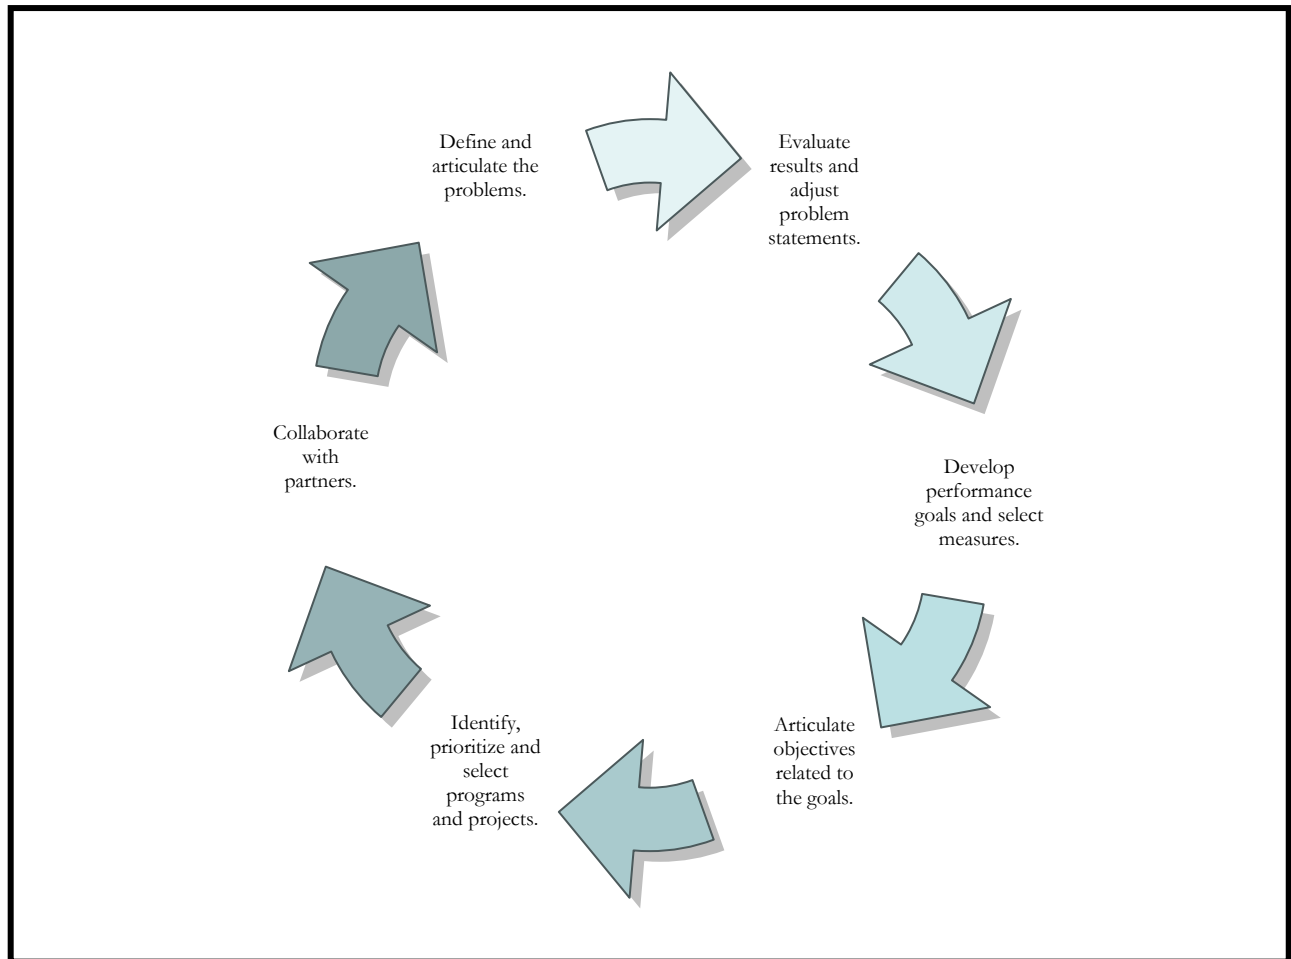 Define and
articulate the
problems.
Evaluate
results and
adjust
problem
statements.
Develop
performance
goals and select
measures.
Articulate
objectives
related to
the goals.
Identify,
prioritize and
select
programs
and projects.
Collaborate
with
partners.